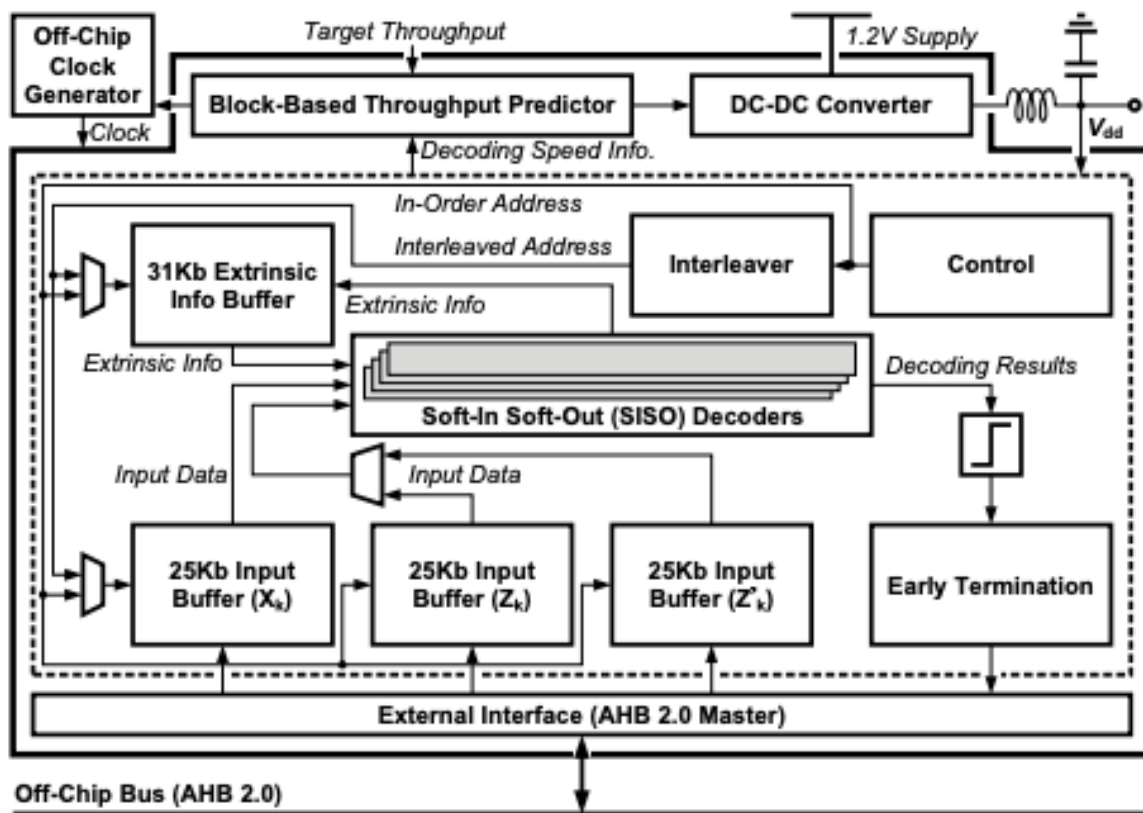 Off-Chip
Clock
Generator
Target Throughput
1.2V Supply
Block-Based Throughput Predictor
DC-DC Converter
Clock
Decoding Speed Info.
Vdd
In-Order Address
Interleaved Address
31Kb Extrinsic
Info Buffer
Interleaver
Control
Extrinsic Info
Extrinsic Info
Decoding Results
Soft-In Soft-Out (SISO) Decoders
Input Data
Input Data
25Kb Input
Buffer (Xk)
25Kb Input
Buffer (Zk)
25Kb Input
Buffer (Z'k)
Early Termination
External Interface (AHB 2.0 Master)
Off-Chip Bus (AHB 2.0)